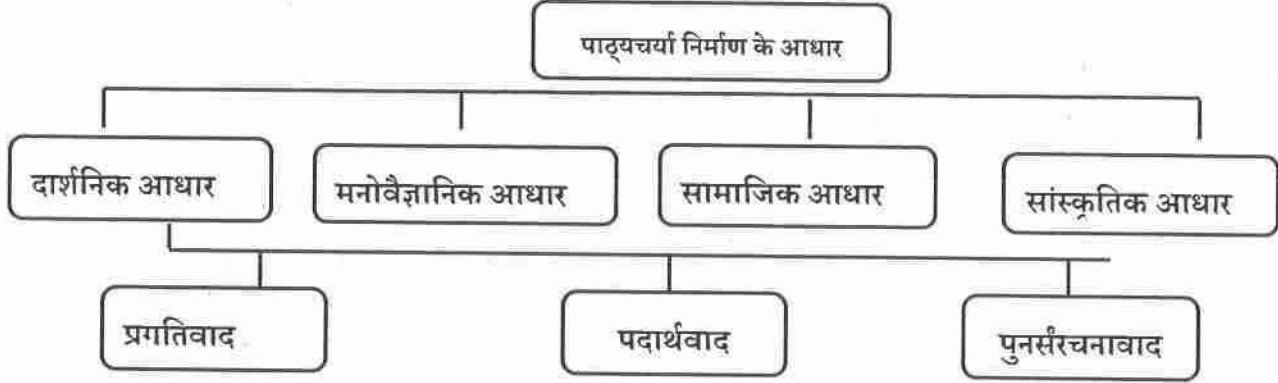 पाठ्यचर्या निर्माण के आधार
दार्शनिक आधार
मनोवैज्ञानिक आधार
सामाजिक आधार
सांस्कृतिक आधार
प्रगतिवाद
पदार्थवाद
पुनर्संरचनावाद